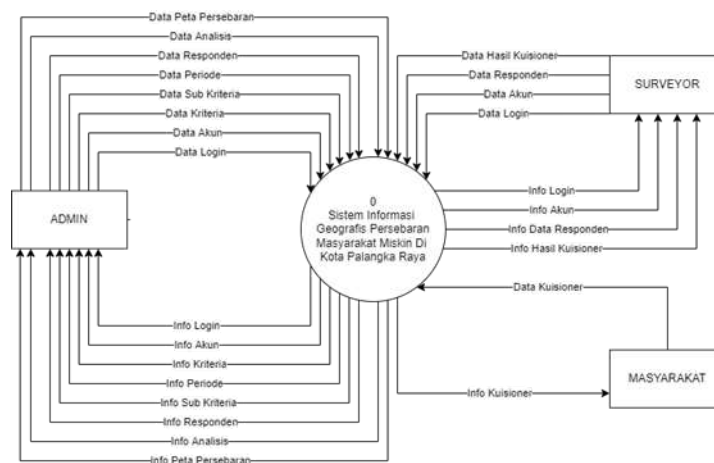 Data Peta Persebaran
Data Analisis
Data Responden
Data Periode
Data Sub Kriteria
Data Kriteria
Data Akun
Data Login
ADMIN
0
Sistem Informasi
Geografis Persebaran
Masyarakat Miskin Di
Kota Palangka Raya
Data Hasil Kuisioner
Data Responden
Data Akun
Data Login
SURVEYOR
Info Login
Info Akun
Info Data Responden
Info Hasil Kuisioner
Data Kuisioner
MASYARAKAT
Info Kuisioner
Info Login
Info Akun
Info Kriteria
Info Periode
Info Sub Kriteria
Info Responden
Info Analisis
Info Peta Persebaran